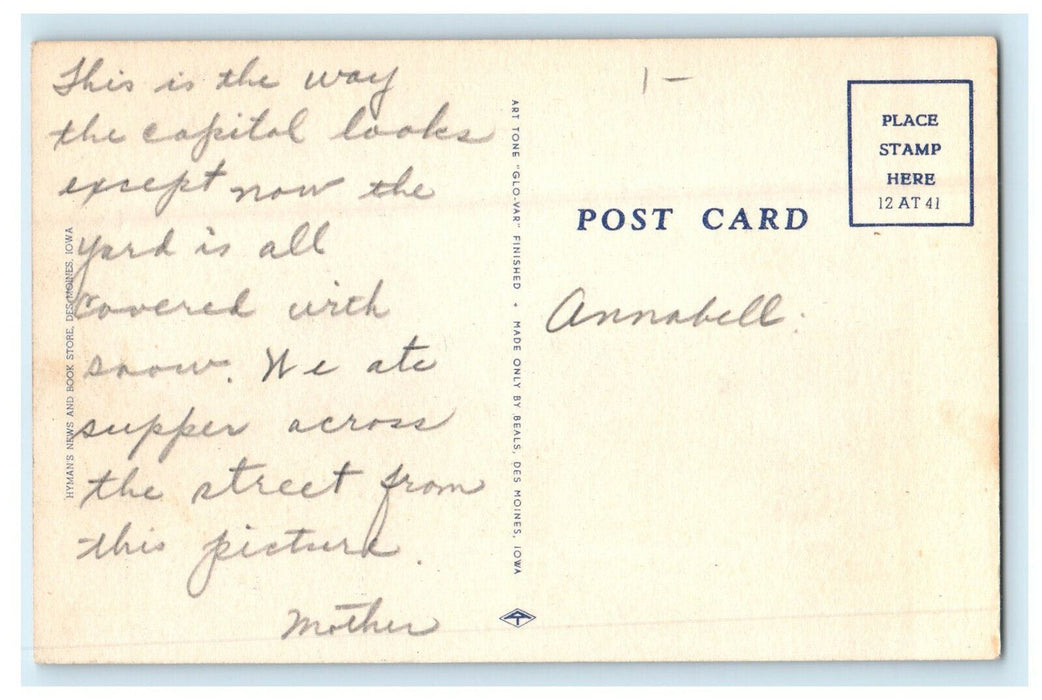 This is the way
the capitol looks
except now the
yard is all
covered with
snow. We ate
supper across
the street from
this picture.
Mother
HYMAN'S NEWS AND BOOK STORE, DES MOINES, IOWA
ART TONE "GLO-VAR" FINISHED • MADE ONLY BY BEALS, DES MOINES, IOWA
1-
PLACE
STAMP
HERE
12 AT 41
POST CARD
Annabell.